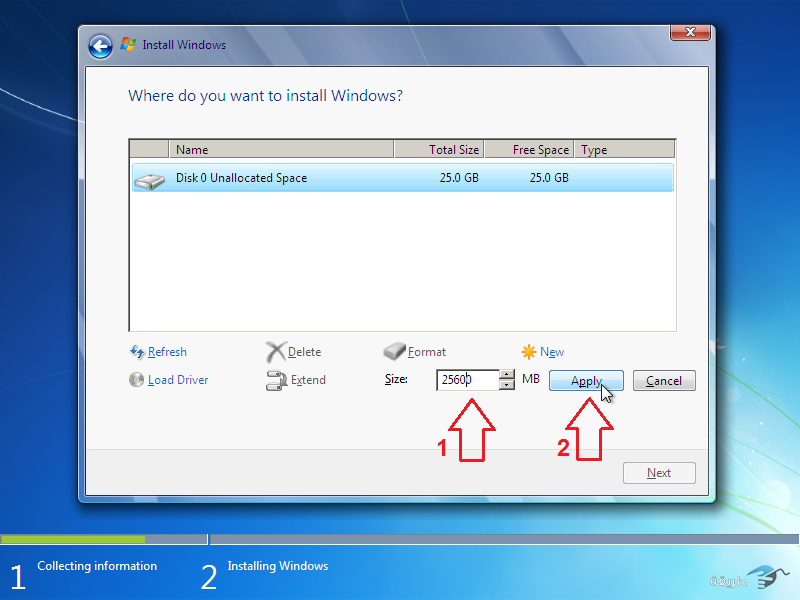 Install Windows
Where do you want to install Windows?
Name Total Size Free Space Type
Disk 0 Unallocated Space 25.0 GB 25.0 GB
Refresh Delete Format New
Load Driver Extend Size: 25600 MB Apply Cancel
1 2
Next
1 Collecting information 2 Installing Windows